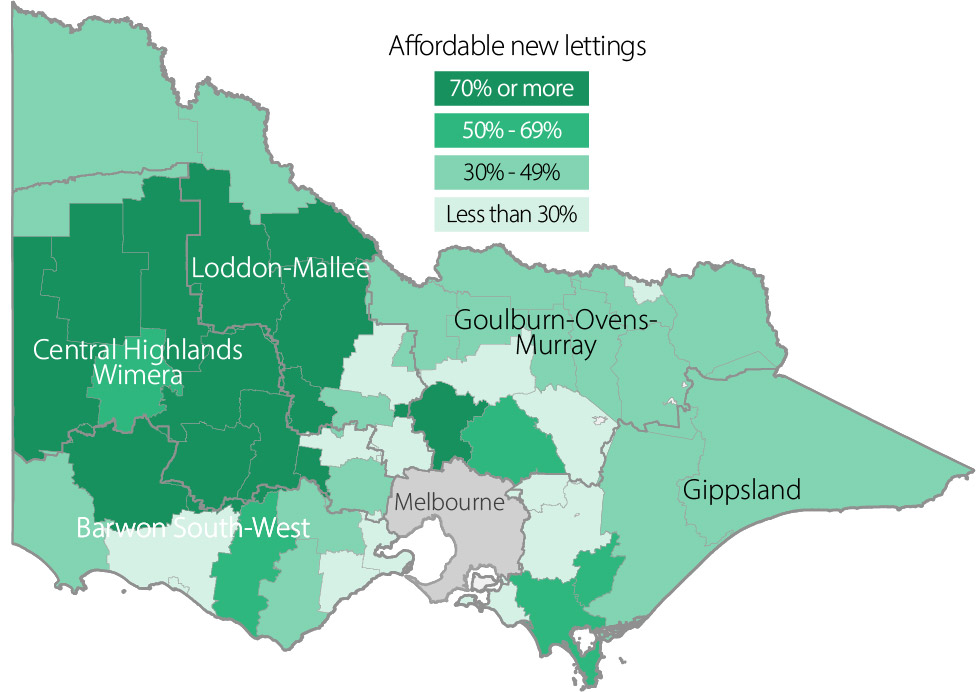 Affordable new lettings
70% or more
50% - 69%
30% - 49%
Less than 30%
Loddon-Mallee
Goulburn-Ovens-
Murray
Central Highlands
Wimera
Gippsland
Melbourne
Barwon South-West